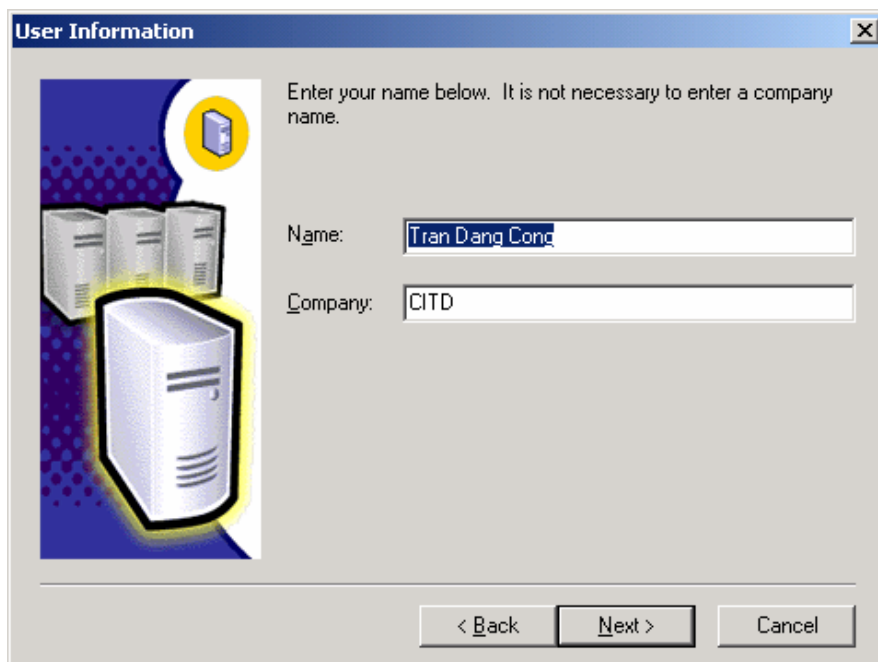 User Information
Enter your name below. It is not necessary to enter a company
name.
Name: Tran Dang Cong
Company: CITD
< Back Next > Cancel